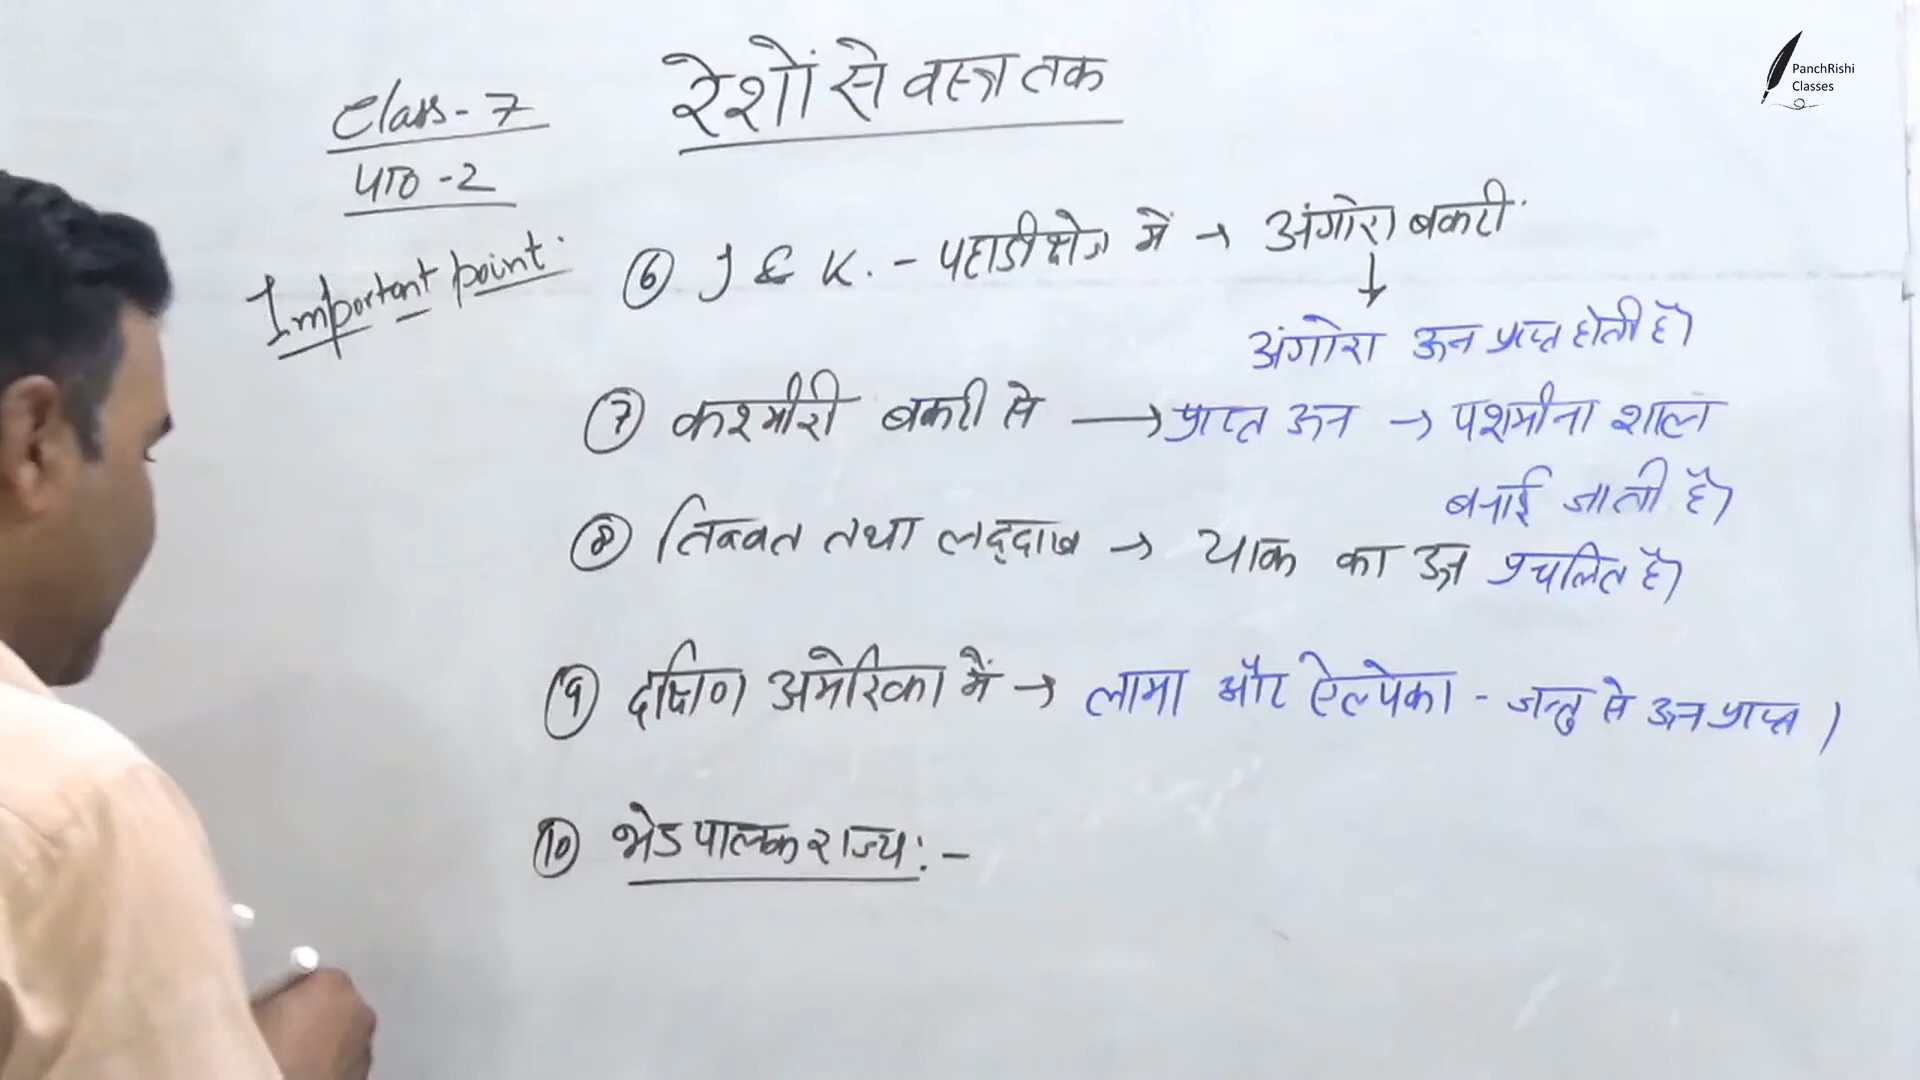 रेशों से वस्त्र तक
Class - 7
पाठ - 2
Important point :
⑥ J & K. - पहाडी क्षेत्र में → अंगोरा बकरी
↓
अंगोरा ऊन प्राप्त होती है।
⑦ कश्मीरी बकरी से → प्राप्त ऊन → पशमीना शाल
बनाई जाती है।
⑧ तिब्बत तथा लद्दाख → याक का ऊन प्रचलित है।
⑨ दक्षिण अमेरिका में → लामा और ऐल्पेका - जन्तु से ऊन प्राप्त।
⑩ भेड पालक राज्य : -
PanchRishi
Classes